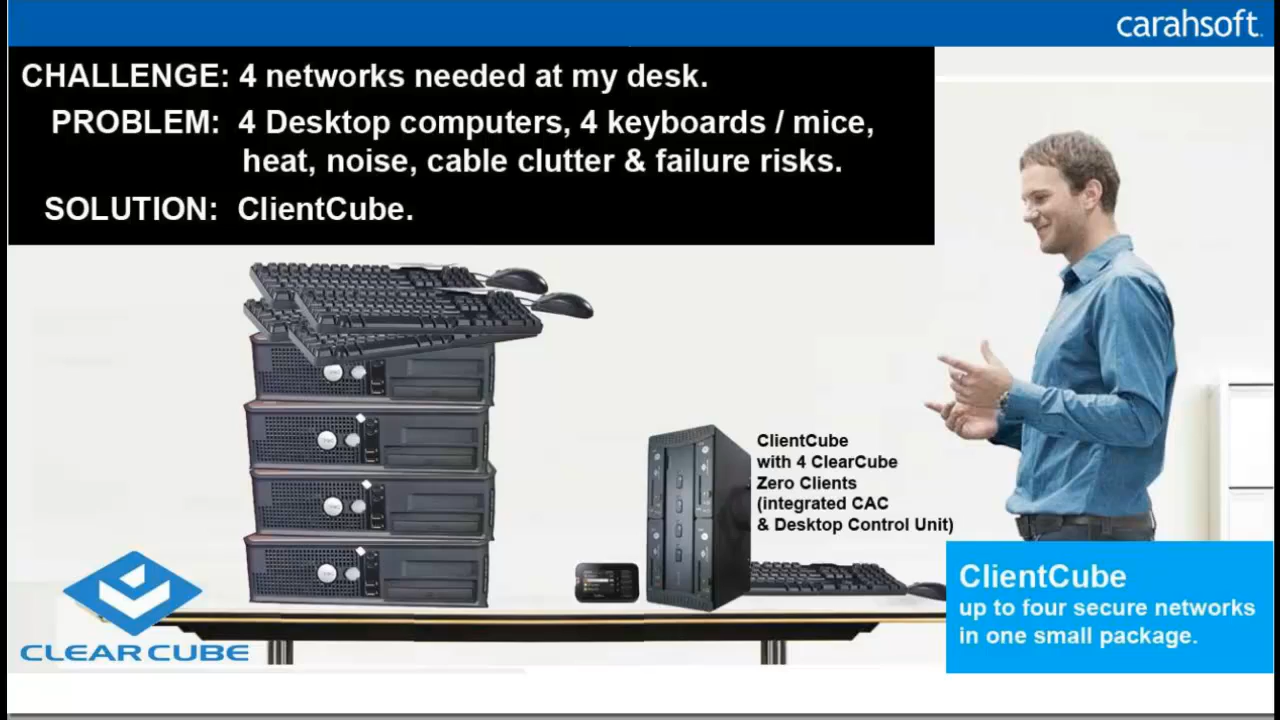 carahsoft.
CHALLENGE: 4 networks needed at my desk.
PROBLEM: 4 Desktop computers, 4 keyboards / mice,
heat, noise, cable clutter & failure risks.
SOLUTION: ClientCube.
ClientCube
with 4 ClearCube
Zero Clients
(integrated CAC
& Desktop Control Unit)
ClientCube
up to four secure networks
in one small package.
CLEAR CUBE